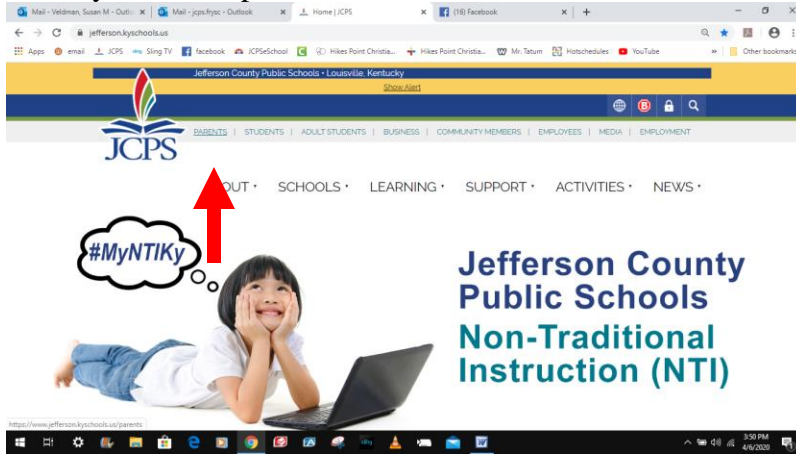 Mail - Veldman, Susan M - Outlo
Mail - jcps.frysc - Outlook
Home | JCPS
(16) Facebook
jefferson.kyschools.us
Apps email JCPS Sling TV facebook JCPSeSchool Hikes Point Christia... Hikes Point Christia... Mr. Tatum Hotschedules YouTube » Other bookmarks
Jefferson County Public Schools • Louisville, Kentucky
Show Alert
PARENTS | STUDENTS | ADULT STUDENTS | BUSINESS | COMMUNITY MEMBERS | EMPLOYEES | MEDIA | EMPLOYMENT
JCPS
OUT • SCHOOLS • LEARNING • SUPPORT • ACTIVITIES • NEWS •
#MyNTIKy
Jefferson County
Public Schools
Non-Traditional
Instruction (NTI)
https://www.jefferson.kyschools.us/parents
3:50 PM
4/6/2020